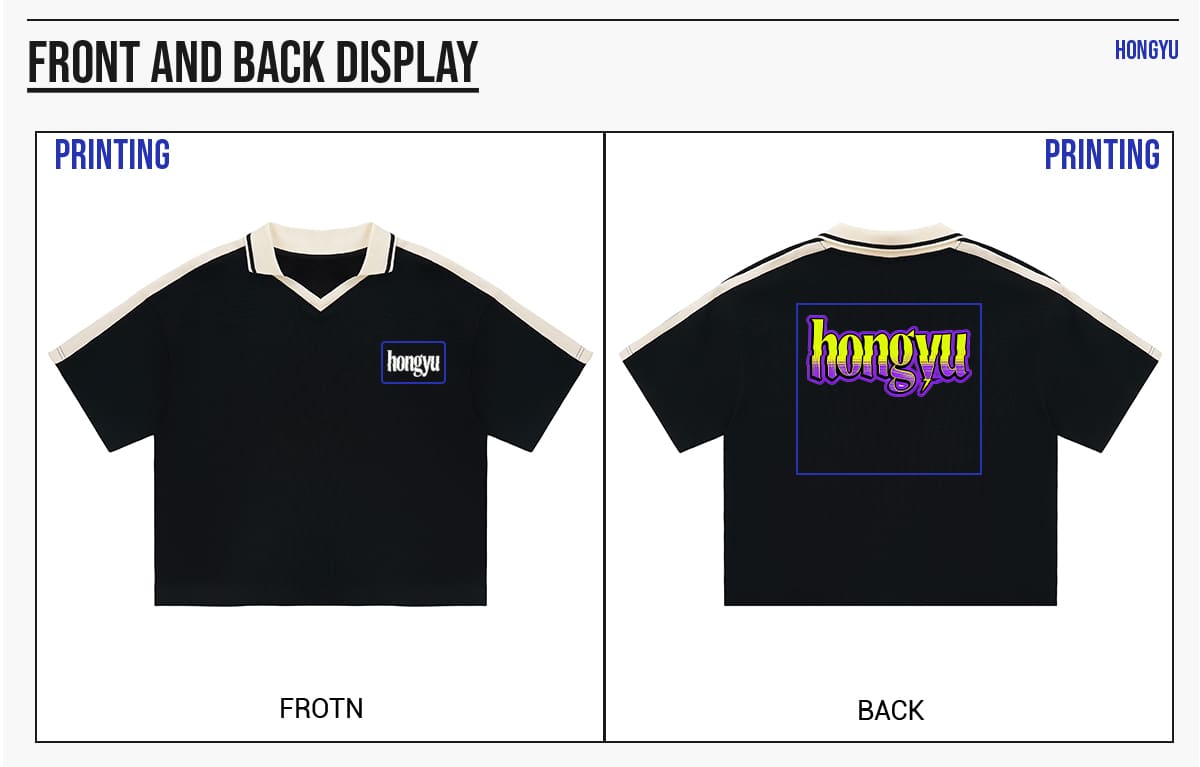 FRONT AND BACK DISPLAY
HONGYU
PRINTING
PRINTING
hongyu
hongyu
FROTN
BACK